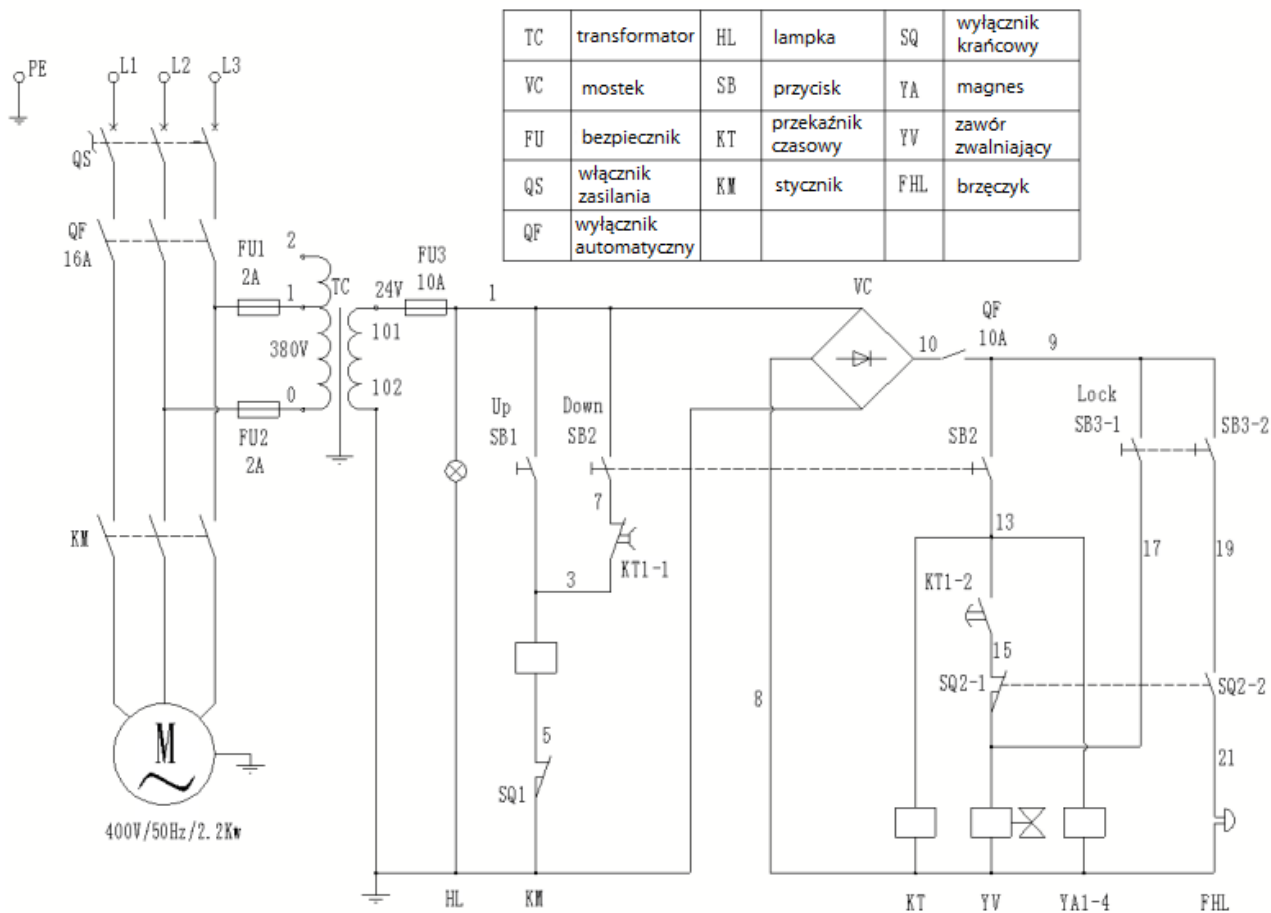 TC transformator HL lampka SQ wyłącznik krańcowy
VC mostek SB przycisk YA magnes
FU bezpiecznik KT przekaźnik czasowy YV zawór zwalniający
QS włącznik zasilania KM stycznik FHL brzęczyk
QF wyłącznik automatyczny
PE
L1 L2 L3
QS
QF
16A
FU1
2A
2
1
TC
380V
0
FU2
2A
24V
101
102
FU3
10A
1
VC
10
QF
10A
9
Up
SB1
Down
SB2
SB2
Lock
SB3-1
SB3-2
7
KT1-1
3
13
17
19
KT1-2
15
KM
SQ2-1
SQ2-2
8
5
SQ1
21
M
400V/50Hz/2.2Kw
HL
KM
KT
YV
YA1-4
FHL